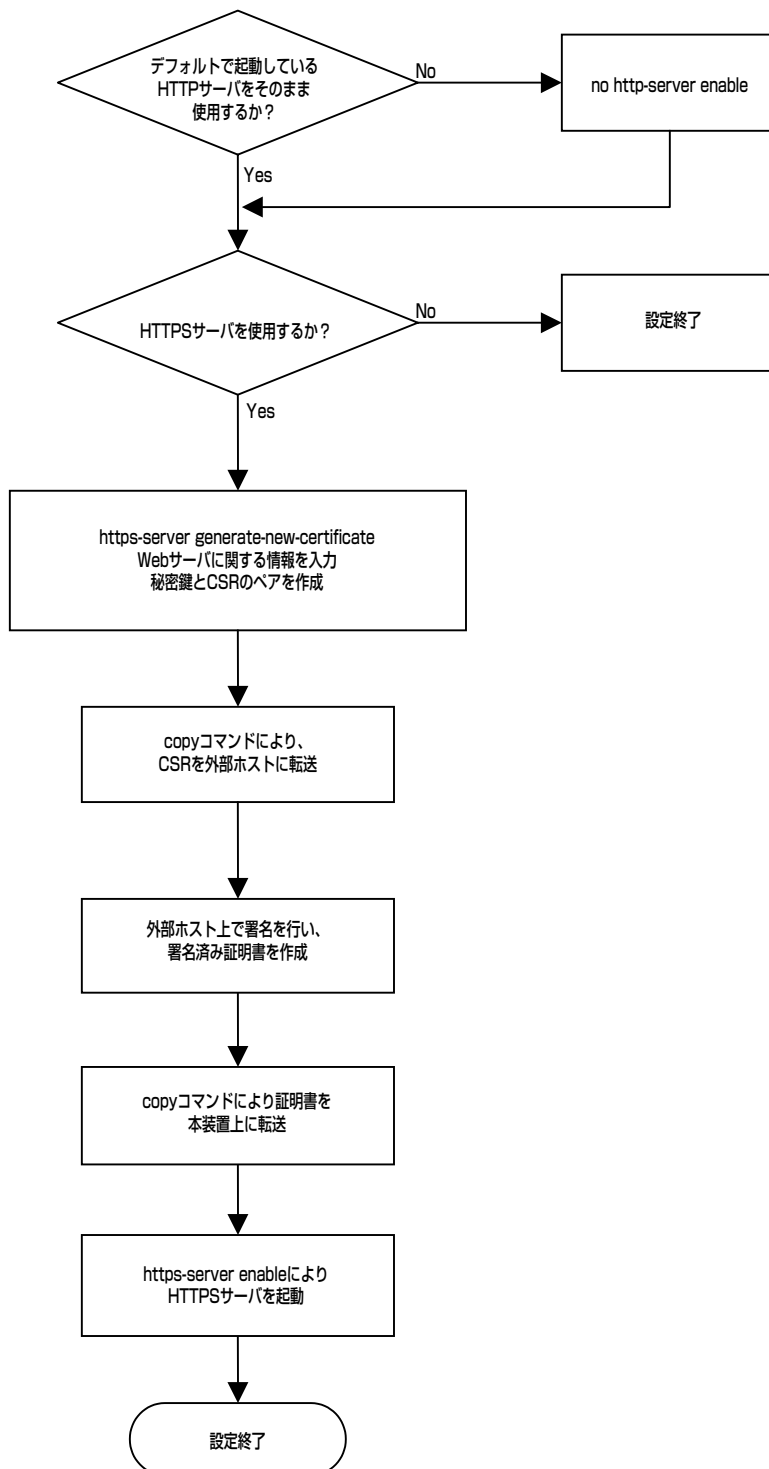 デフォルトで起動している
HTTPサーバをそのまま
使用するか？
No
no http-server enable
Yes
HTTPSサーバを使用するか？
No
設定終了
Yes
https-server generate-new-certificate
Webサーバに関する情報を入力
秘密鍵とCSRのペアを作成
copyコマンドにより、
CSRを外部ホストに転送
外部ホスト上で署名を行い、
署名済み証明書を作成
copyコマンドにより証明書を
本装置上に転送
https-server enableにより
HTTPSサーバを起動
設定終了